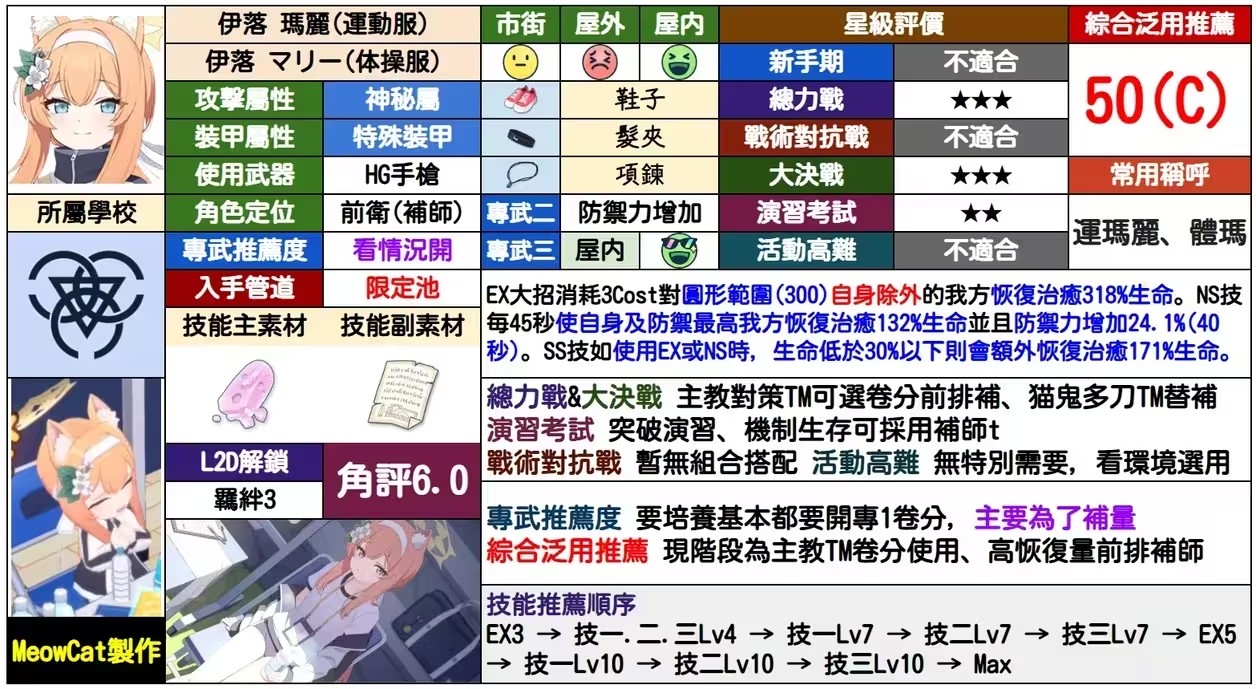 伊落 瑪麗(運動服)
伊落 マリー(体操服)
攻擊屬性 神秘屬
裝甲屬性 特殊裝甲
使用武器 HG手槍
所屬學校
角色定位 前衛(補師)
專武推薦度 看情況開
入手管道 限定池
技能主素材 技能副素材
L2D解鎖
羈絆3
角評6.0
MeowCat製作
市街 屋外 屋内
鞋子
髮夾
項鍊
專武二 防禦力增加
專武三 屋内
星級評價
新手期 不適合
總力戰 ★★★
戰術對抗戰 不適合
大決戰 ★★★
演習考試 ★★
活動高難 不適合
綜合泛用推薦
50(C)
常用稱呼
運瑪麗、體瑪
EX大招消耗3Cost對圓形範圍(300)自身除外的我方恢復治癒318%生命。NS技
每45秒使自身及防禦最高我方恢復治癒132%生命並且防禦力增加24.1%(40
秒)。SS技如使用EX或NS時, 生命低於30%以下則會額外恢復治癒171%生命。
總力戰&大決戰 主教對策TM可選卷分前排補、猫鬼多刀TM替補
演習考試 突破演習、機制生存可採用補師t
戰術對抗戰 暫無組合搭配 活動高難 無特別需要, 看環境選用
專武推薦度 要培養基本都要開專1卷分, 主要為了補量
綜合泛用推薦 現階段為主教TM卷分使用、高恢復量前排補師
技能推薦順序
EX3 → 技一.二.三Lv4 → 技一Lv7 → 技二Lv7 → 技三Lv7 → EX5
→ 技一Lv10 → 技二Lv10 → 技三Lv10 → Max